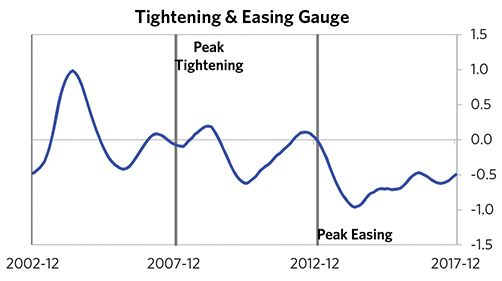 Tightening & Easing Gauge
Peak
Tightening
1.5
1.0
0.5
0.0
-0.5
-1.0
-1.5
Peak Easing
2002-12
2007-12
2012-12
2017-12